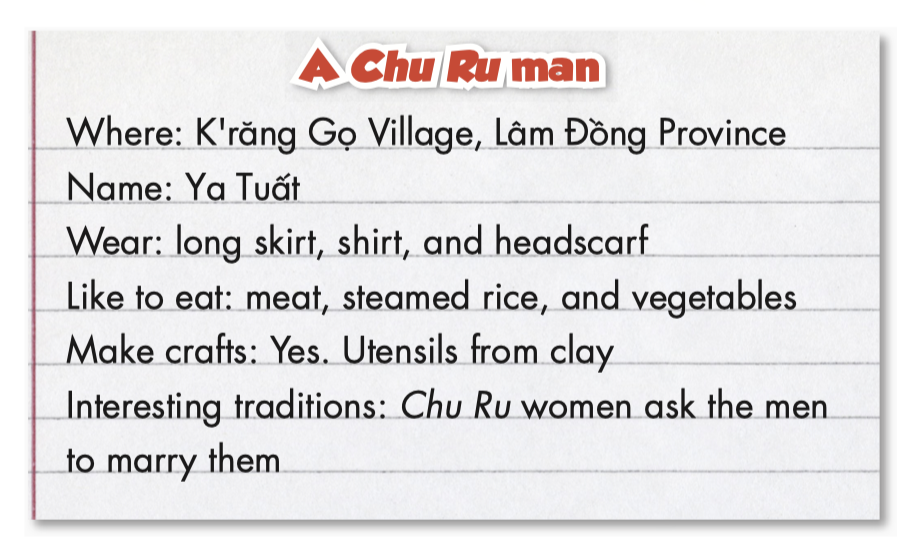 A Chu Ru man
Where: K'răng Gọ Village, Lâm Đồng Province
Name: Ya Tuất
Wear: long skirt, shirt, and headscarf
Like to eat: meat, steamed rice, and vegetables
Make crafts: Yes. Utensils from clay
Interesting traditions: Chu Ru women ask the men
to marry them